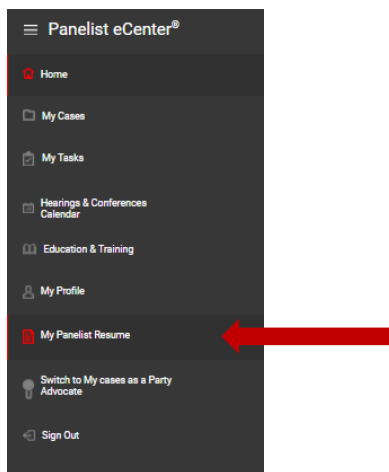 Panelist eCenter®
Home
My Cases
My Tasks
Hearings & Conferences
Calendar
Education & Training
My Profile
My Panelist Resume
Switch to My cases as a Party
Advocate
Sign Out